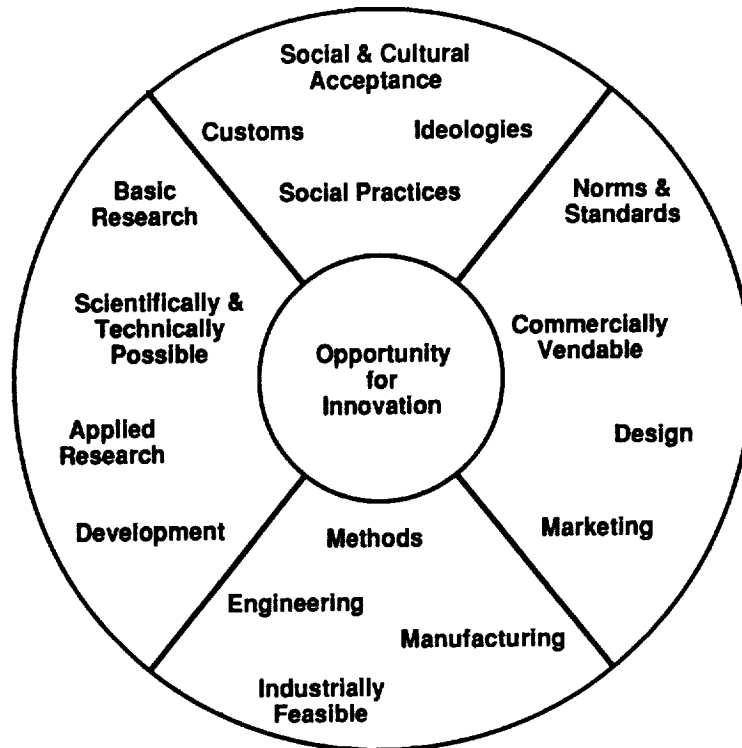 Social & Cultural
Acceptance
Customs
Ideologies
Social Practices
Basic
Research
Scientifically &
Technically
Possible
Applied
Research
Development
Opportunity
for
Innovation
Norms &
Standards
Commercially
Vendable
Design
Marketing
Methods
Engineering
Manufacturing
Industrially
Feasible